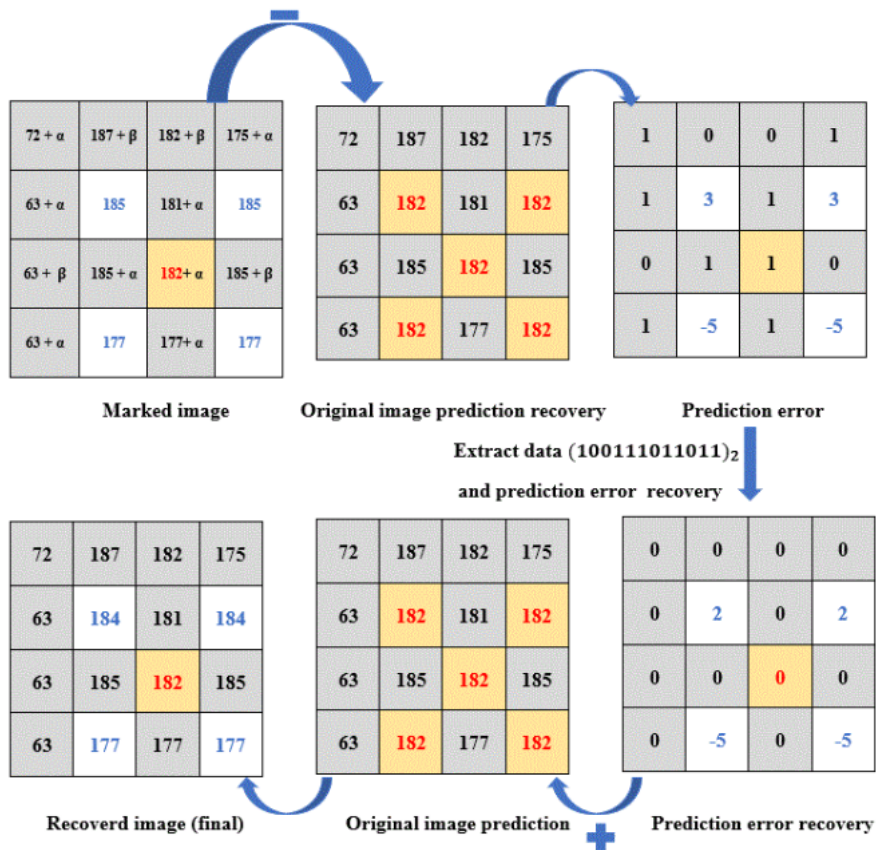 72 + α 187 + β 182 + β 175 + α
63 + α 185 181+ α 185
63 + β 185 + α 182+ α 185 + β
63 + α 177 177+ α 177
Marked image
72 187 182 175
63 182 181 182
63 185 182 185
63 182 177 182
Original image prediction recovery
1 0 0 1
1 3 1 3
0 1 1 0
1 -5 1 -5
Prediction error
Extract data (100111011011)₂
and prediction error recovery
72 187 182 175
63 184 181 184
63 185 182 185
63 177 177 177
Recoverd image (final)
72 187 182 175
63 182 181 182
63 185 182 185
63 182 177 182
Original image prediction
0 0 0 0
0 2 0 2
0 0 0 0
0 -5 0 -5
Prediction error recovery